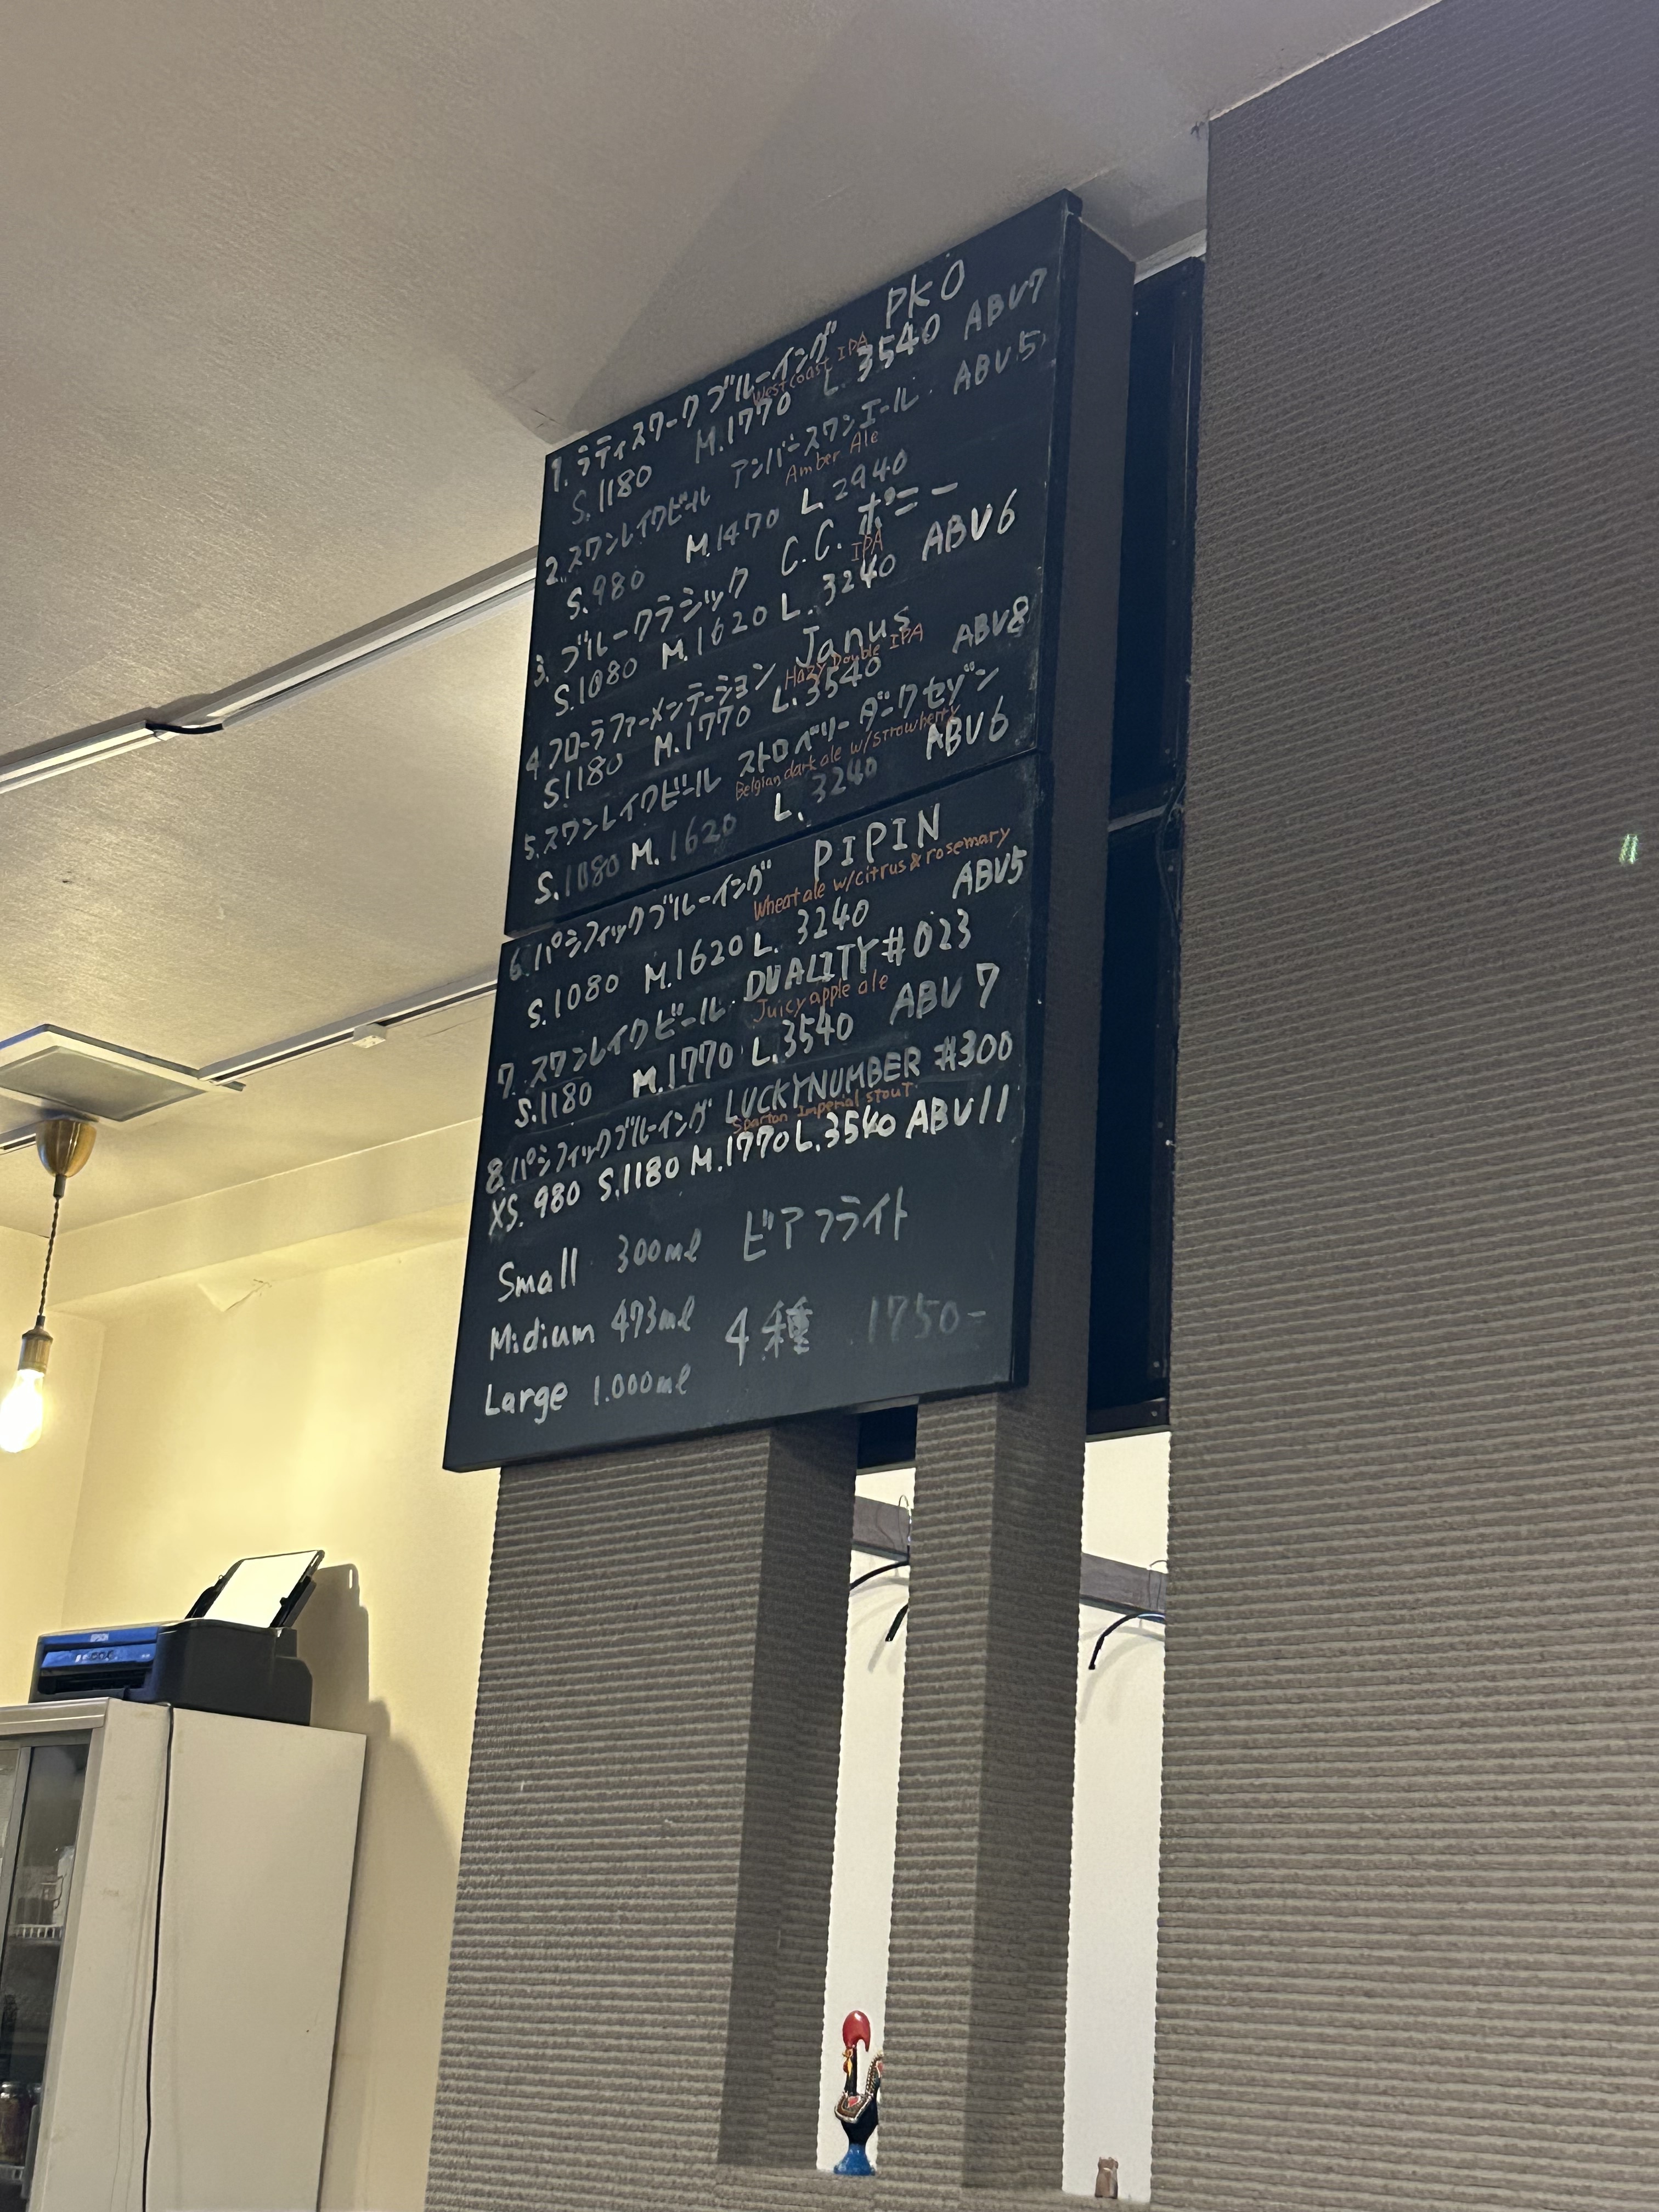 1. ラティスワークブルーイング PKO
West coast IPA
S.1180 M.1770 L.3540 ABV7
2. スワンレイクビール アンバースワンエール
Amber Ale
S.980 M.1470 L.2940 ABV.5
3. ブルークラシック C.C.ポニー
IPA
S.1080 M.1620 L.3240 ABV6
4 フローラファーメンテーション Janus
Hazy Double IPA
S.1180 M.1770 L.3540 ABV8
5. スワンレイクビール ストロベリーダークセゾン
Belgian dark ale w/strawberry
S.1080 M.1620 L.3240 ABV6
6. パシフィックブルーイング PIPIN
Wheat ale w/citrus & rosemary
S.1080 M.1620 L.3240 ABV5
7. スワンレイクビール DUALITY #023
Juicy apple ale
S.1180 M.1770 L.3540 ABV 7
8. パシフィックブルーイング LUCKYNUMBER #300
Spartan Imperial stout
XS.980 S.1180 M.1770 L.3540 ABV11
Small 300ml ビアフライト
Midium 473ml 4種 1750-
Large 1.000ml
EPSON